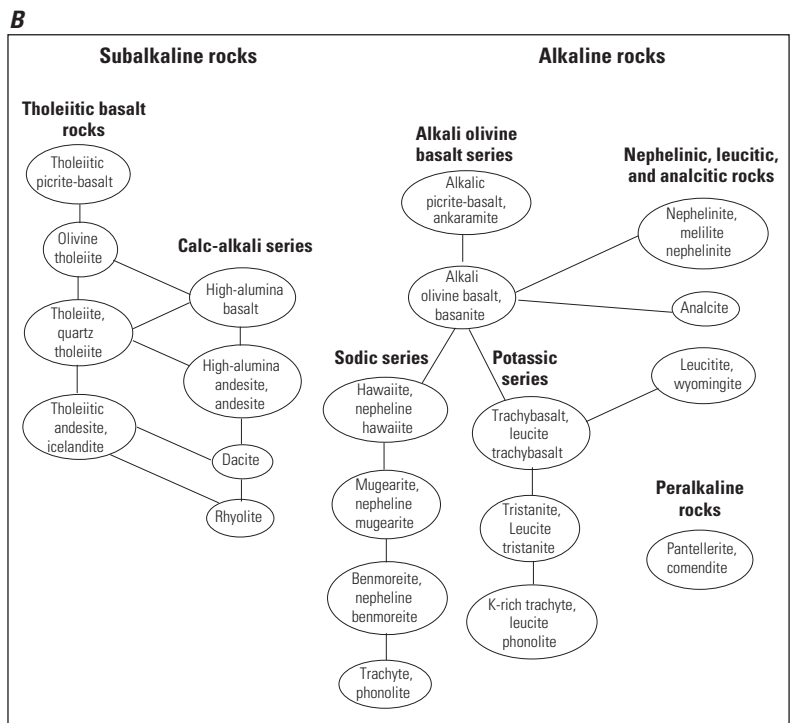 B
Subalkaline rocks
Alkaline rocks
Tholeiitic basalt
rocks
Tholeiitic
picrite-basalt
Olivine
tholeiite
Tholeiite,
quartz
tholeiite
Tholeiitic
andesite,
icelandite
Calc-alkali series
High-alumina
basalt
High-alumina
andesite,
andesite
Dacite
Rhyolite
Alkali olivine
basalt series
Alkalic
picrite-basalt,
ankaramite
Alkali
olivine basalt,
basanite
Sodic series
Hawaiite,
nepheline
hawaiite
Mugearite,
nepheline
mugearite
Benmoreite,
nepheline
benmoreite
Trachyte,
phonolite
Potassic
series
Trachybasalt,
leucite
trachybasalt
Tristanite,
Leucite
tristanite
K-rich trachyte,
leucite
phonolite
Nephelinic, leucitic,
and analcitic rocks
Nephelinite,
melilite
nephelinite
Analcite
Leucitite,
wyomingite
Peralkaline
rocks
Pantellerite,
comendite